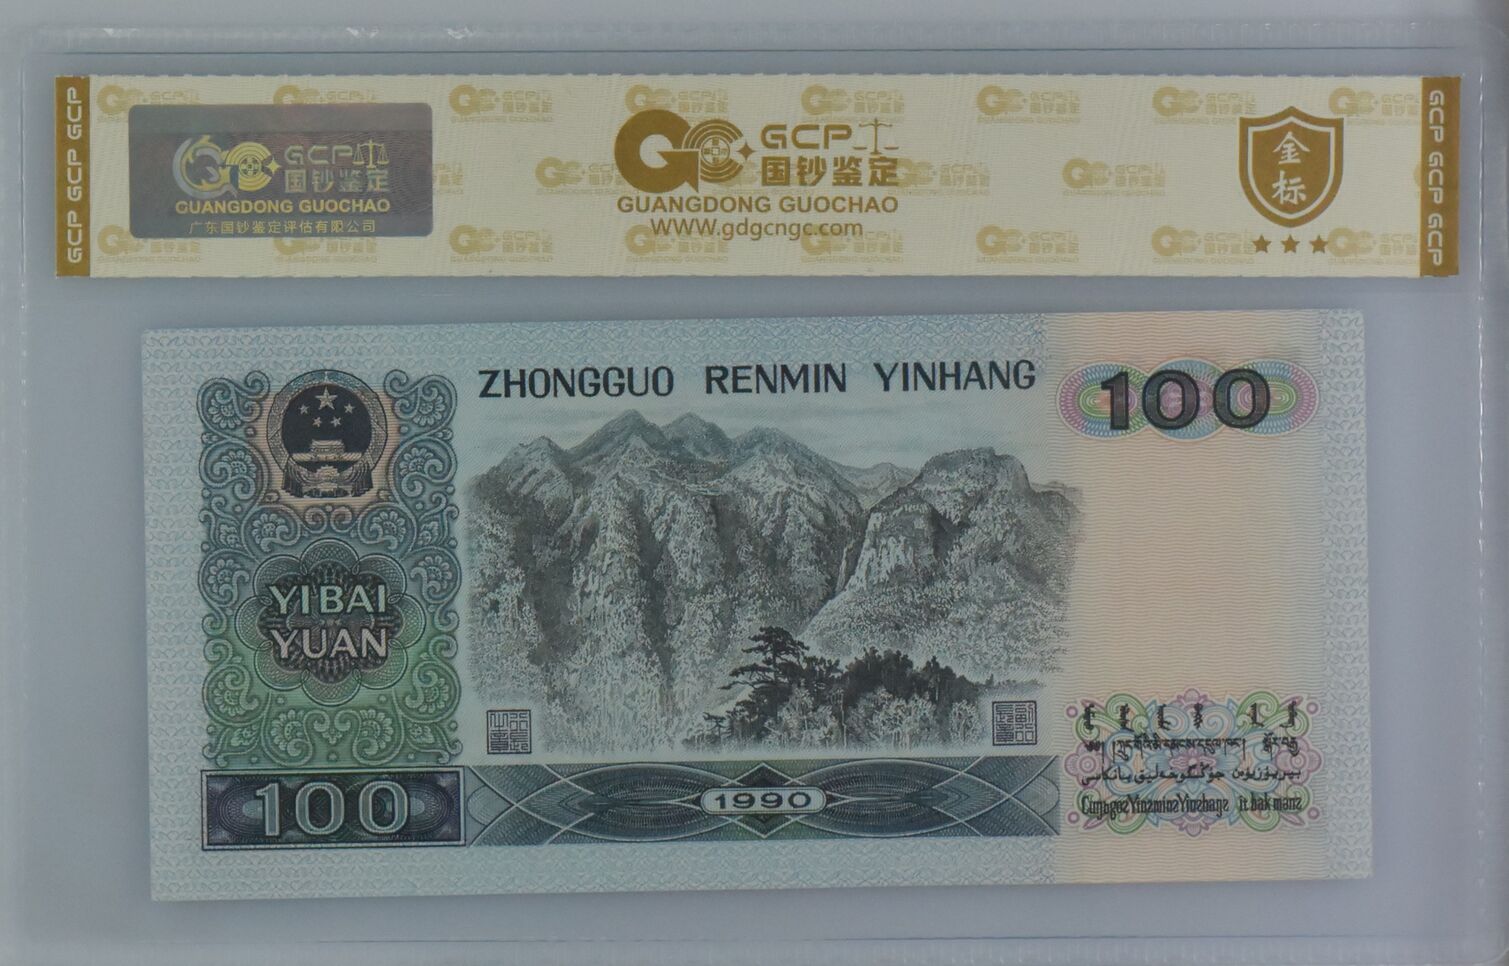 GCP GCP GCP
GCP
国钞鉴定
GUANGDONG GUOCHAO
广东国钞鉴定评估有限公司
GCP
国钞鉴定
GUANGDONG GUOCHAO
WWW.gdgcngc.com
金标
GCP GCP GCP
ZHONGGUO RENMIN YINHANG
100
YI BAI
YUAN
100
1990